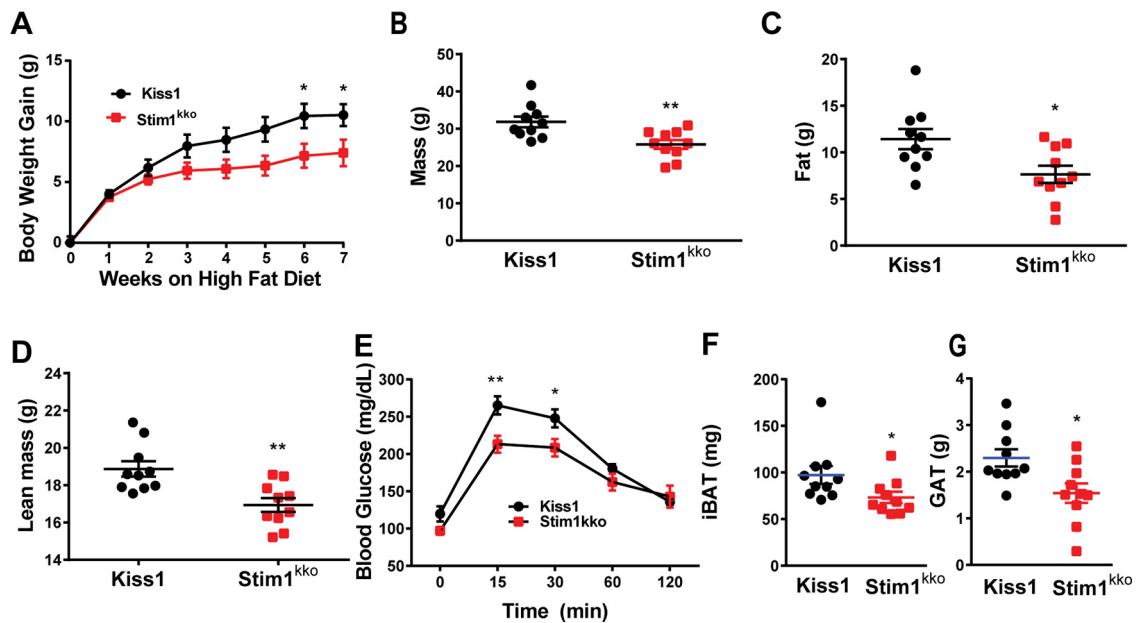 A
Body Weight Gain (g)
15
10
5
0
Kiss1
Stim1kko
* *
0 1 2 3 4 5 6 7
Weeks on High Fat Diet
B
Mass (g)
50
40
30
20
10
0
**
Kiss1 Stim1kko
C
Fat (g)
20
15
10
5
0
*
Kiss1 Stim1kko
D
Lean mass (g)
22
20
18
16
14
**
Kiss1 Stim1kko
E
Blood Glucose (mg/dL)
300
250
200
150
100
50
** *
Kiss1
Stim1kko
0 15 30 60 120
Time (min)
F
iBAT (mg)
200
150
100
50
0
*
Kiss1 Stim1kko
G
GAT (g)
4
3
2
1
0
*
Kiss1 Stim1kko